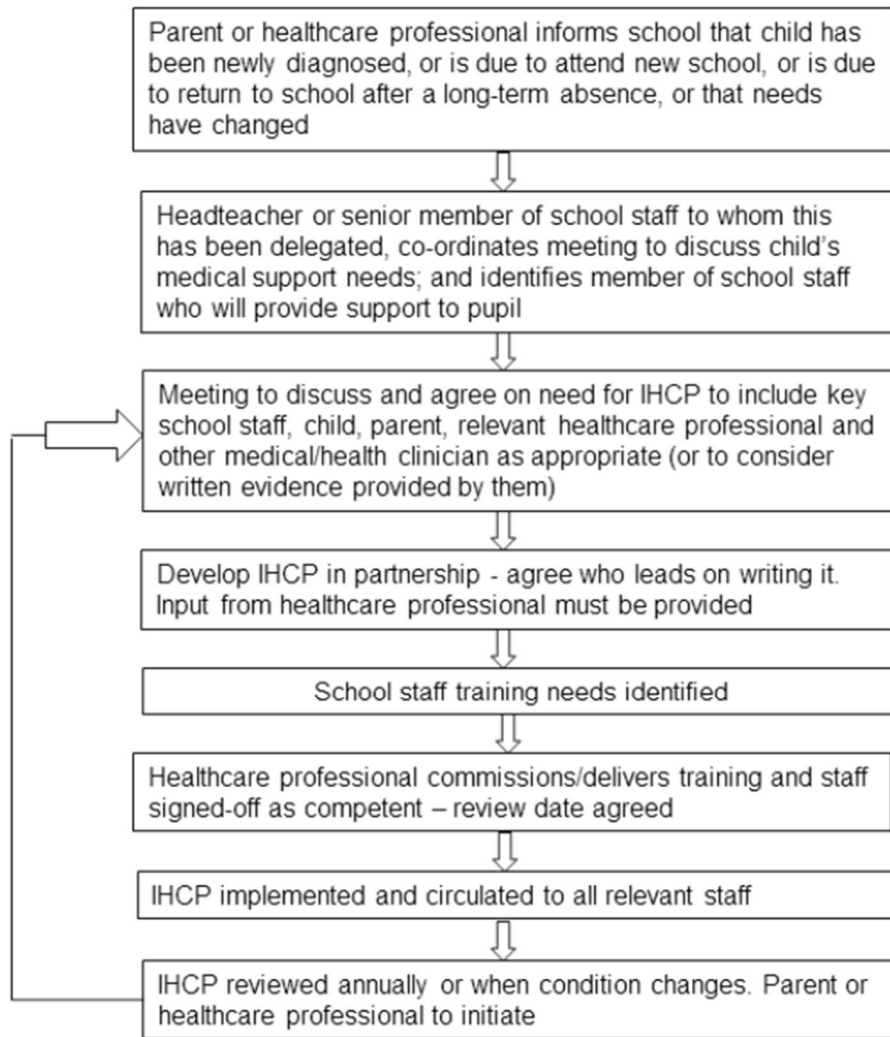 Parent or healthcare professional informs school that child has
been newly diagnosed, or is due to attend new school, or is due
to return to school after a long-term absence, or that needs
have changed
Headteacher or senior member of school staff to whom this
has been delegated, co-ordinates meeting to discuss child's
medical support needs; and identifies member of school staff
who will provide support to pupil
Meeting to discuss and agree on need for IHCP to include key
school staff, child, parent, relevant healthcare professional and
other medical/health clinician as appropriate (or to consider
written evidence provided by them)
Develop IHCP in partnership - agree who leads on writing it.
Input from healthcare professional must be provided
School staff training needs identified
Healthcare professional commissions/delivers training and staff
signed-off as competent – review date agreed
IHCP implemented and circulated to all relevant staff
IHCP reviewed annually or when condition changes. Parent or
healthcare professional to initiate